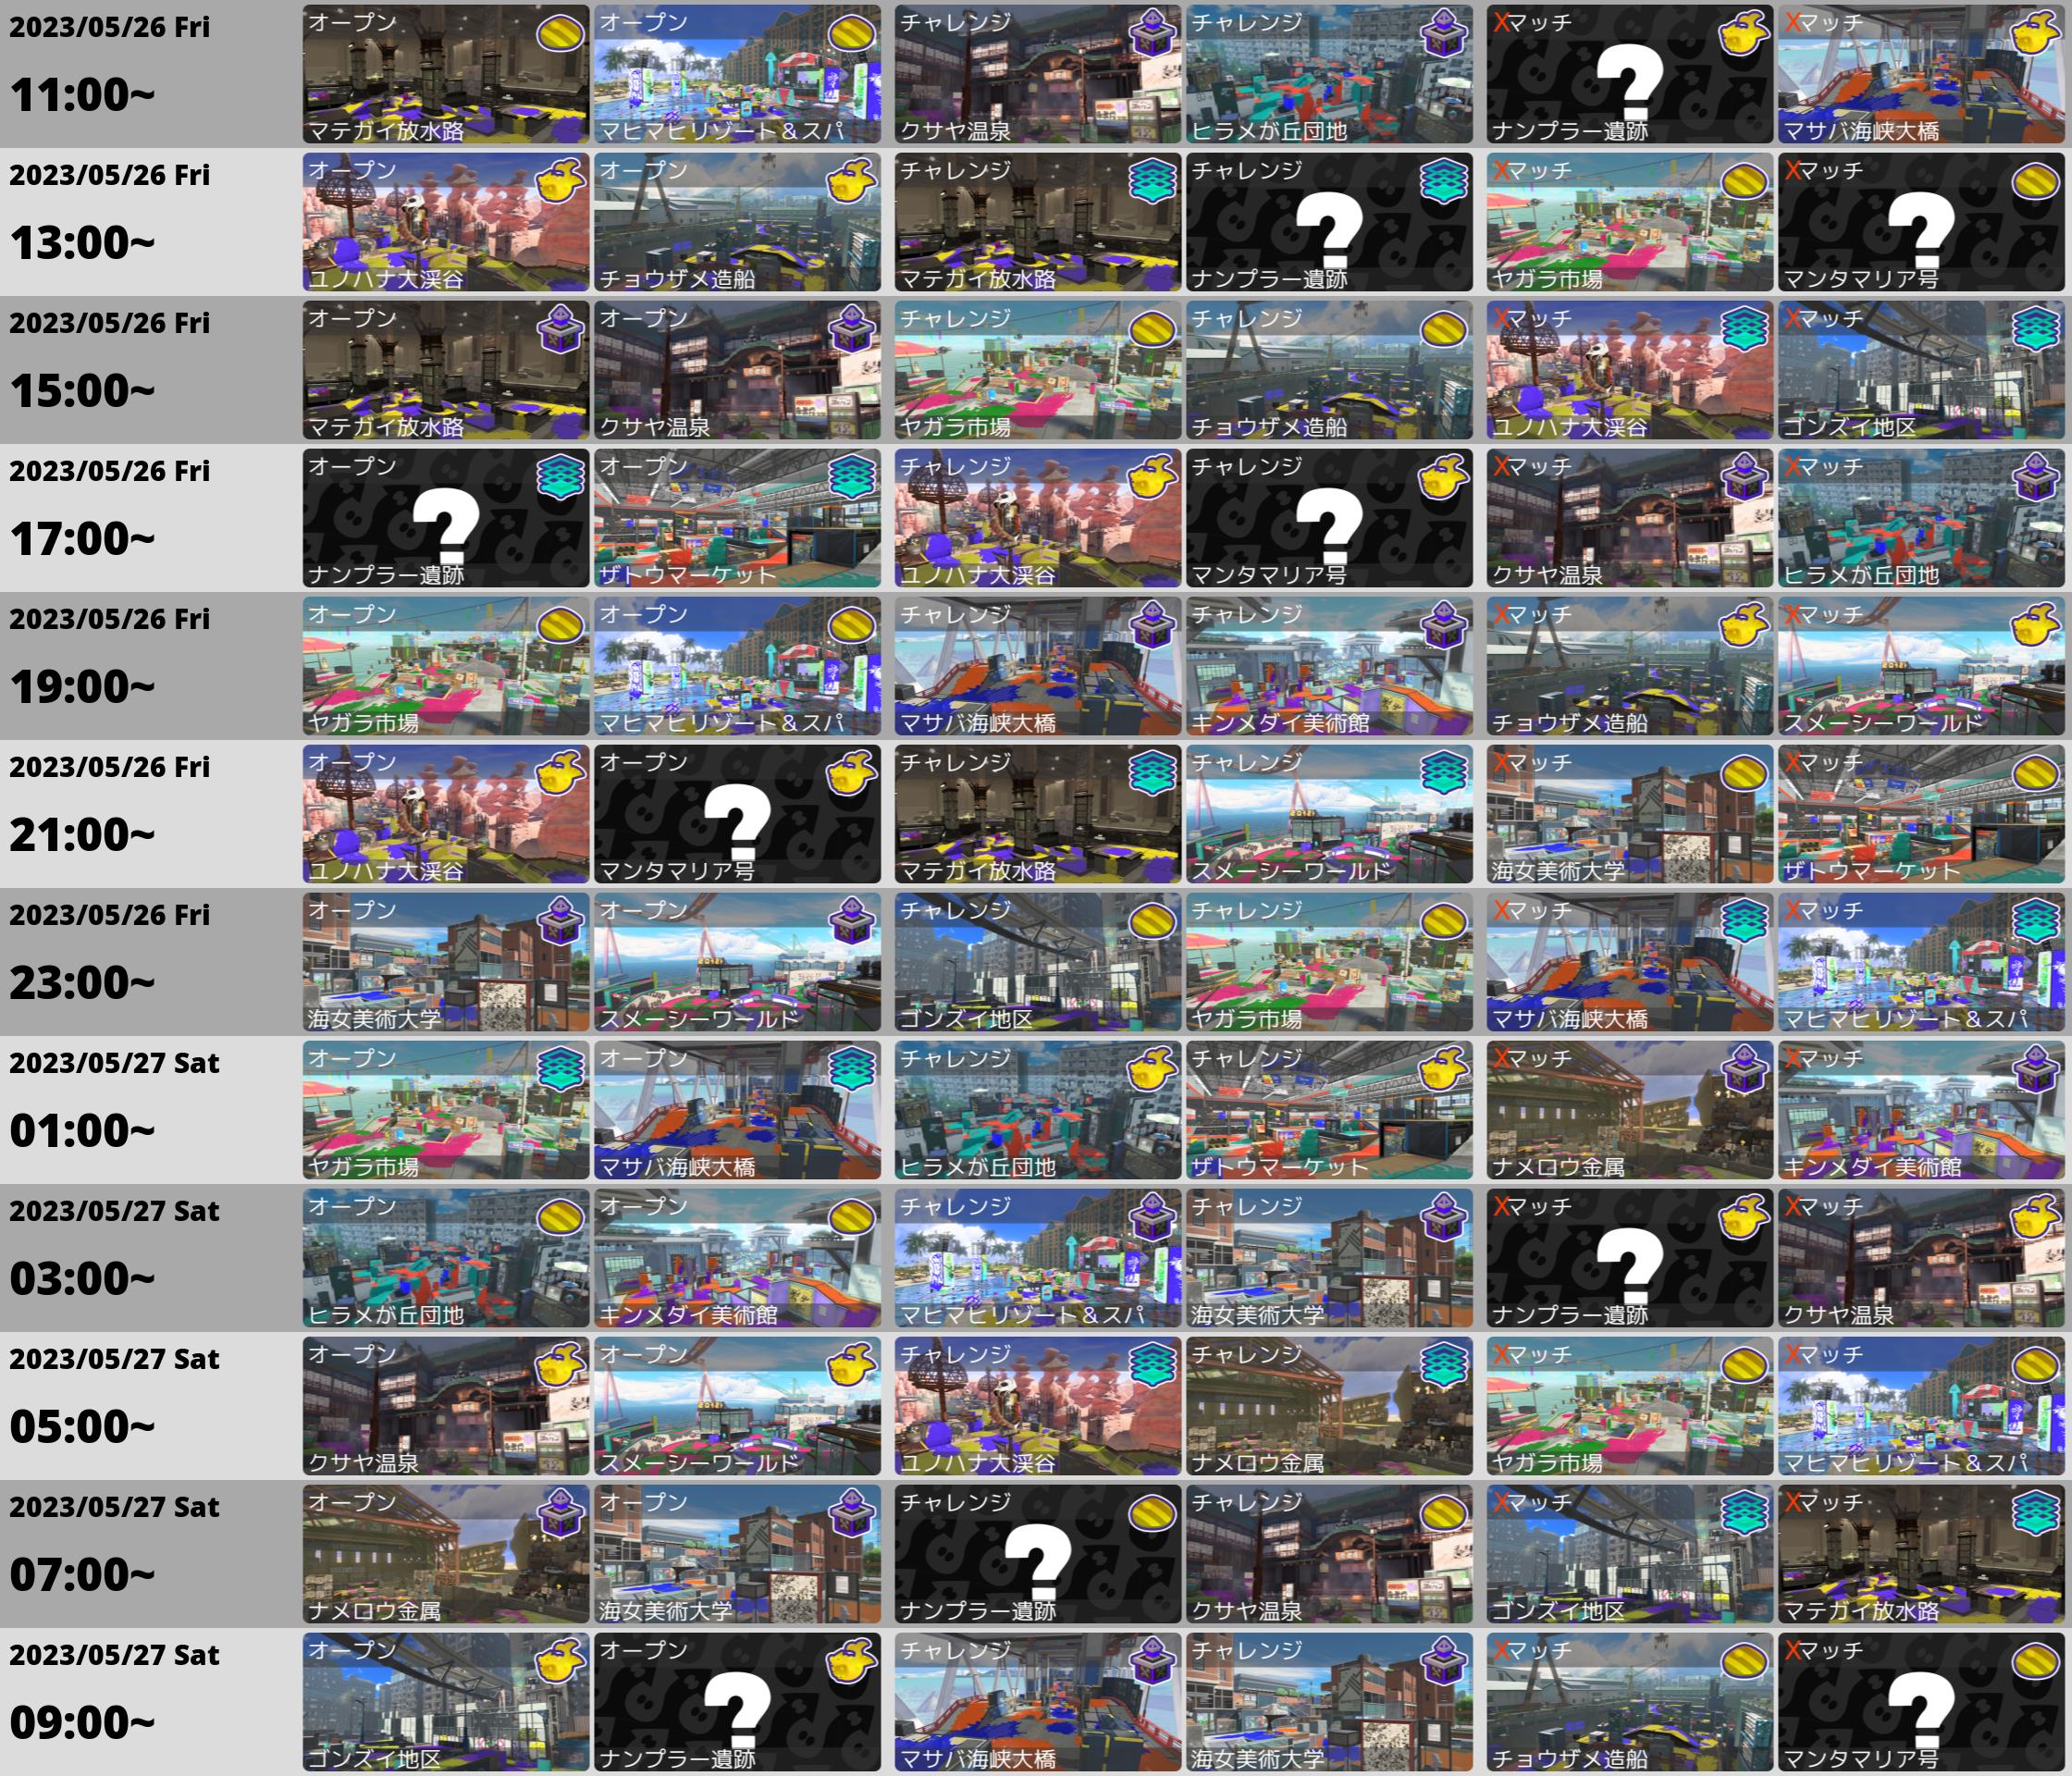 2023/05/26 Fri
11:00~
オープン オープン チャレンジ チャレンジ Xマッチ Xマッチ
マテガイ放水路 マヒマヒリゾート＆スパ クサヤ温泉 ヒラメが丘団地 ナンプラー遺跡 マサバ海峡大橋
2023/05/26 Fri
13:00~
オープン オープン チャレンジ チャレンジ Xマッチ Xマッチ
ユノハナ大渓谷 チョウザメ造船 マテガイ放水路 ナンプラー遺跡 ヤガラ市場 マンタマリア号
2023/05/26 Fri
15:00~
オープン オープン チャレンジ チャレンジ Xマッチ Xマッチ
マテガイ放水路 クサヤ温泉 ヤガラ市場 チョウザメ造船 ユノハナ大渓谷 ゴンズイ地区
2023/05/26 Fri
17:00~
オープン オープン チャレンジ チャレンジ Xマッチ Xマッチ
ナンプラー遺跡 ザトウマーケット ユノハナ大渓谷 マンタマリア号 クサヤ温泉 ヒラメが丘団地
2023/05/26 Fri
19:00~
オープン オープン チャレンジ チャレンジ Xマッチ Xマッチ
ヤガラ市場 マヒマヒリゾート＆スパ マサバ海峡大橋 キンメダイ美術館 チョウザメ造船 スメーシーワールド
2023/05/26 Fri
21:00~
オープン オープン チャレンジ チャレンジ Xマッチ Xマッチ
ユノハナ大渓谷 マンタマリア号 マテガイ放水路 スメーシーワールド 海女美術大学 ザトウマーケット
2023/05/26 Fri
23:00~
オープン オープン チャレンジ チャレンジ Xマッチ Xマッチ
海女美術大学 スメーシーワールド ゴンズイ地区 ヤガラ市場 マサバ海峡大橋 マヒマヒリゾート＆スパ
2023/05/27 Sat
01:00~
オープン オープン チャレンジ チャレンジ Xマッチ Xマッチ
ヤガラ市場 マサバ海峡大橋 ヒラメが丘団地 ザトウマーケット ナメロウ金属 キンメダイ美術館
2023/05/27 Sat
03:00~
オープン オープン チャレンジ チャレンジ Xマッチ Xマッチ
ヒラメが丘団地 キンメダイ美術館 マヒマヒリゾート＆スパ 海女美術大学 ナンプラー遺跡 クサヤ温泉
2023/05/27 Sat
05:00~
オープン オープン チャレンジ チャレンジ Xマッチ Xマッチ
クサヤ温泉 スメーシーワールド ユノハナ大渓谷 ナメロウ金属 ヤガラ市場 マヒマヒリゾート＆スパ
2023/05/27 Sat
07:00~
オープン オープン チャレンジ チャレンジ Xマッチ Xマッチ
ナメロウ金属 海女美術大学 ナンプラー遺跡 クサヤ温泉 ゴンズイ地区 マテガイ放水路
2023/05/27 Sat
09:00~
オープン オープン チャレンジ チャレンジ Xマッチ Xマッチ
ゴンズイ地区 ナンプラー遺跡 マサバ海峡大橋 海女美術大学 チョウザメ造船 マンタマリア号